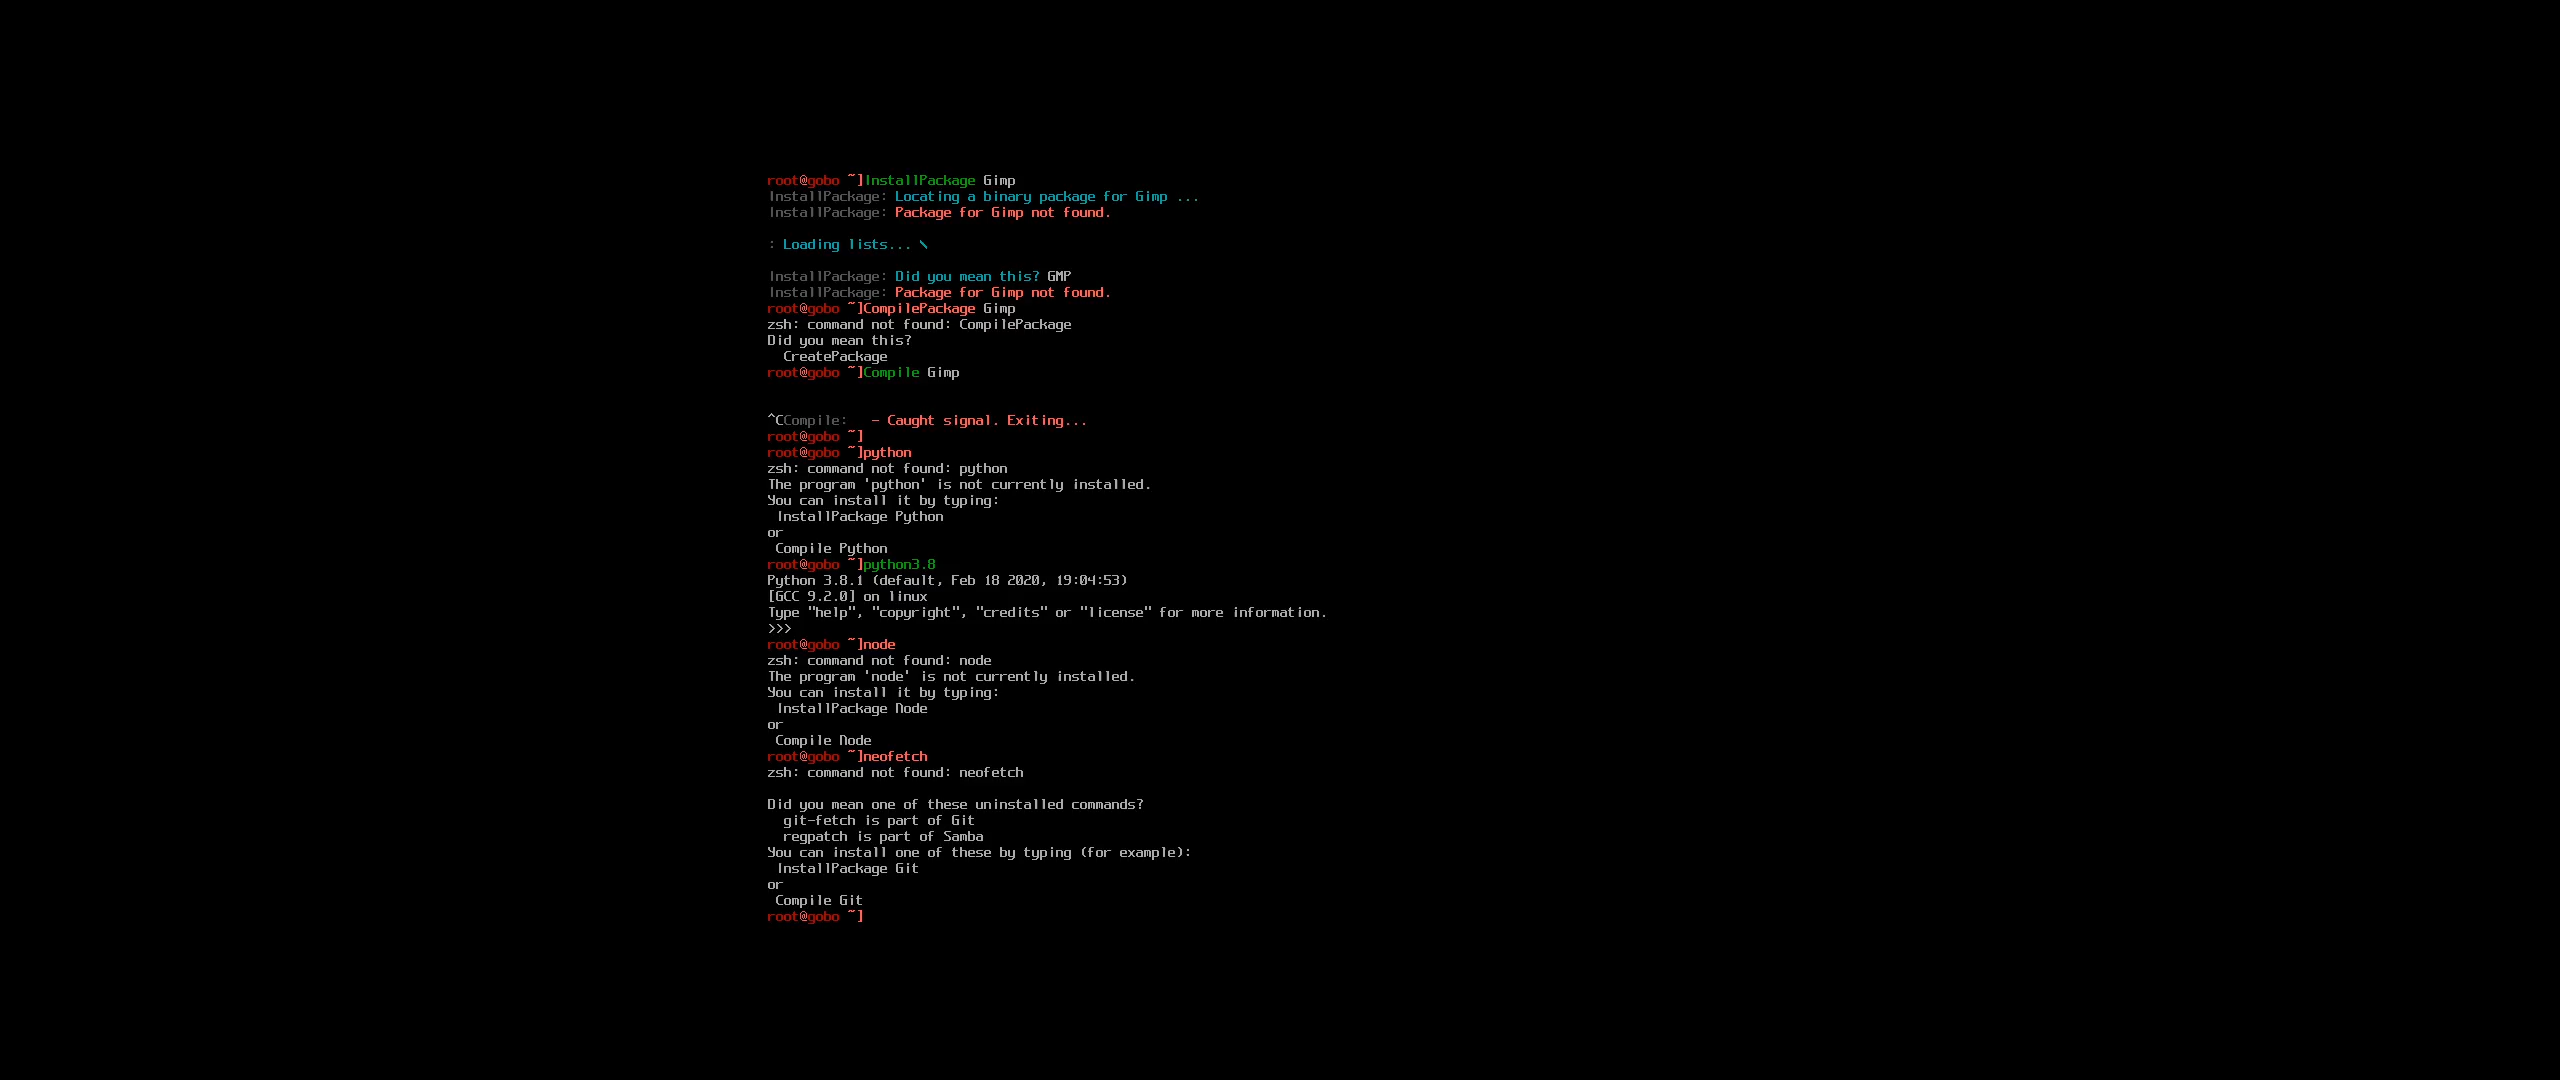 root@gobo ~]InstallPackage Gimp
InstallPackage: Locating a binary package for Gimp ...
InstallPackage: Package for Gimp not found.
: Loading lists... \
InstallPackage: Did you mean this? GMP
InstallPackage: Package for Gimp not found.
root@gobo ~]CompilePackage Gimp
zsh: command not found: CompilePackage
Did you mean this?
  CreatePackage
root@gobo ~]Compile Gimp
^CCompile:   - Caught signal. Exiting...
root@gobo ~]
root@gobo ~]python
zsh: command not found: python
The program 'python' is not currently installed.
You can install it by typing:
 InstallPackage Python
or
 Compile Python
root@gobo ~]python3.8
Python 3.8.1 (default, Feb 18 2020, 19:04:53)
[GCC 9.2.0] on linux
Type "help", "copyright", "credits" or "license" for more information.
>>>
root@gobo ~]node
zsh: command not found: node
The program 'node' is not currently installed.
You can install it by typing:
 InstallPackage Node
or
 Compile Node
root@gobo ~]neofetch
zsh: command not found: neofetch
Did you mean one of these uninstalled commands?
  git-fetch is part of Git
  regpatch is part of Samba
You can install one of these by typing (for example):
 InstallPackage Git
or
 Compile Git
root@gobo ~]